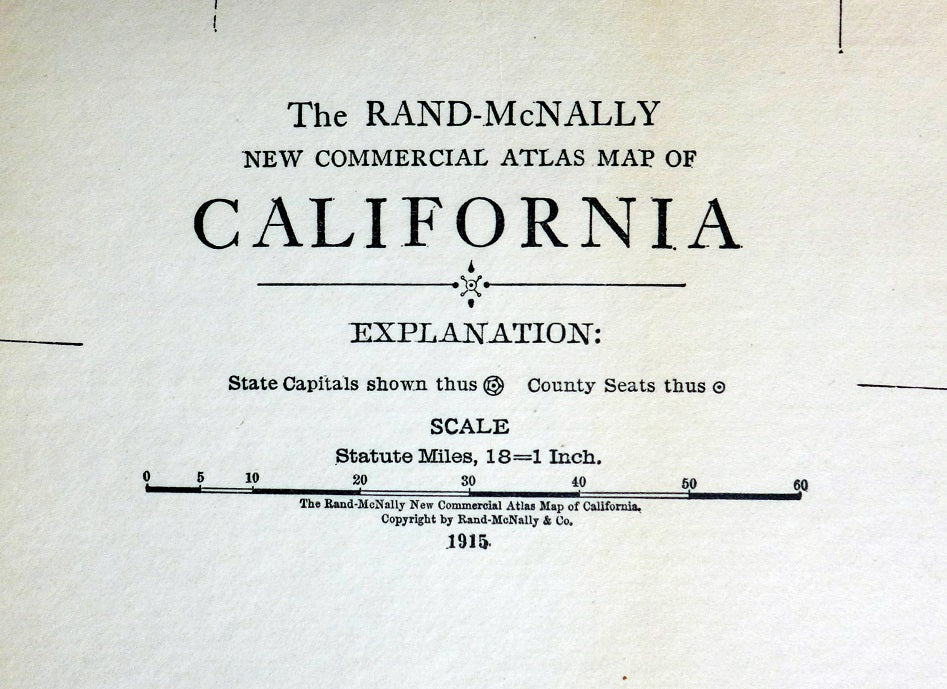 The RAND-McNALLY
NEW COMMERCIAL ATLAS MAP OF
CALIFORNIA
EXPLANATION:
State Capitals shown thus County Seats thus
SCALE
Statute Miles, 18=1 Inch.
0 5 10 20 30 40 50 60
The Rand-McNally New Commercial Atlas Map of California.
Copyright by Rand-McNally & Co.
1915.